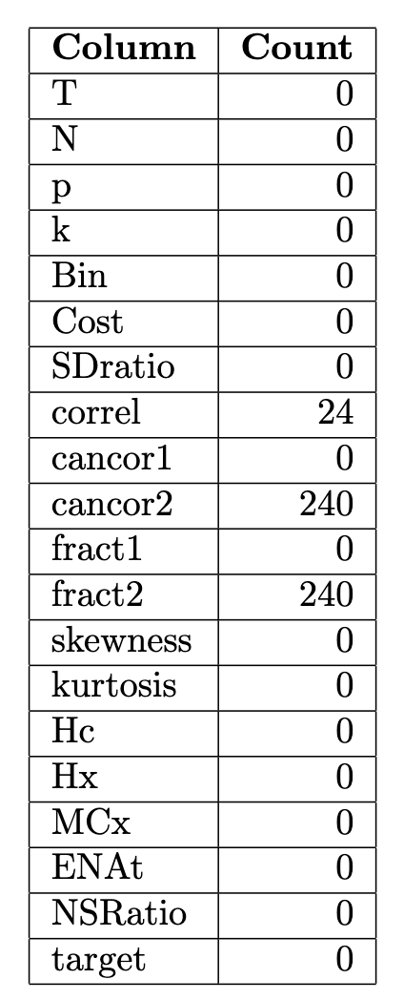 Column Count
T 0
N 0
p 0
k 0
Bin 0
Cost 0
SDratio 0
correl 24
cancor1 0
cancor2 240
fract1 0
fract2 240
skewness 0
kurtosis 0
Hc 0
Hx 0
MCx 0
ENAt 0
NSRatio 0
target 0